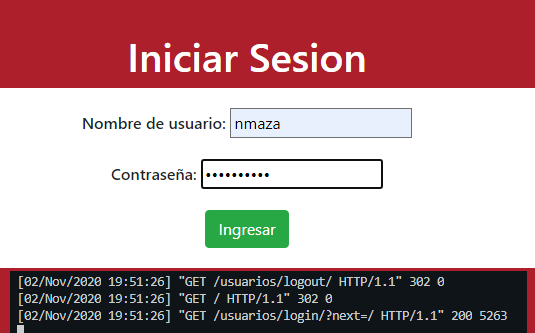 Iniciar Sesion
Nombre de usuario: nmaza
Contraseña: ••••••••••
Ingresar
[02/Nov/2020 19:51:26] "GET /usuarios/logout/ HTTP/1.1" 302 0
[02/Nov/2020 19:51:26] "GET / HTTP/1.1" 302 0
[02/Nov/2020 19:51:26] "GET /usuarios/login/?next=/ HTTP/1.1" 200 5263